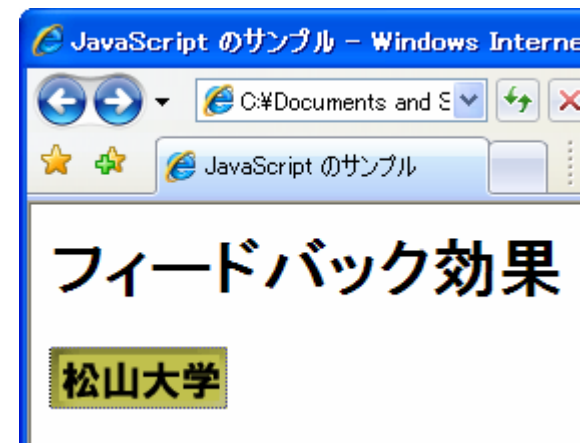 JavaScript のサンプル - Windows Interne
C:¥Documents and S
JavaScript のサンプル
フィードバック効果
松山大学